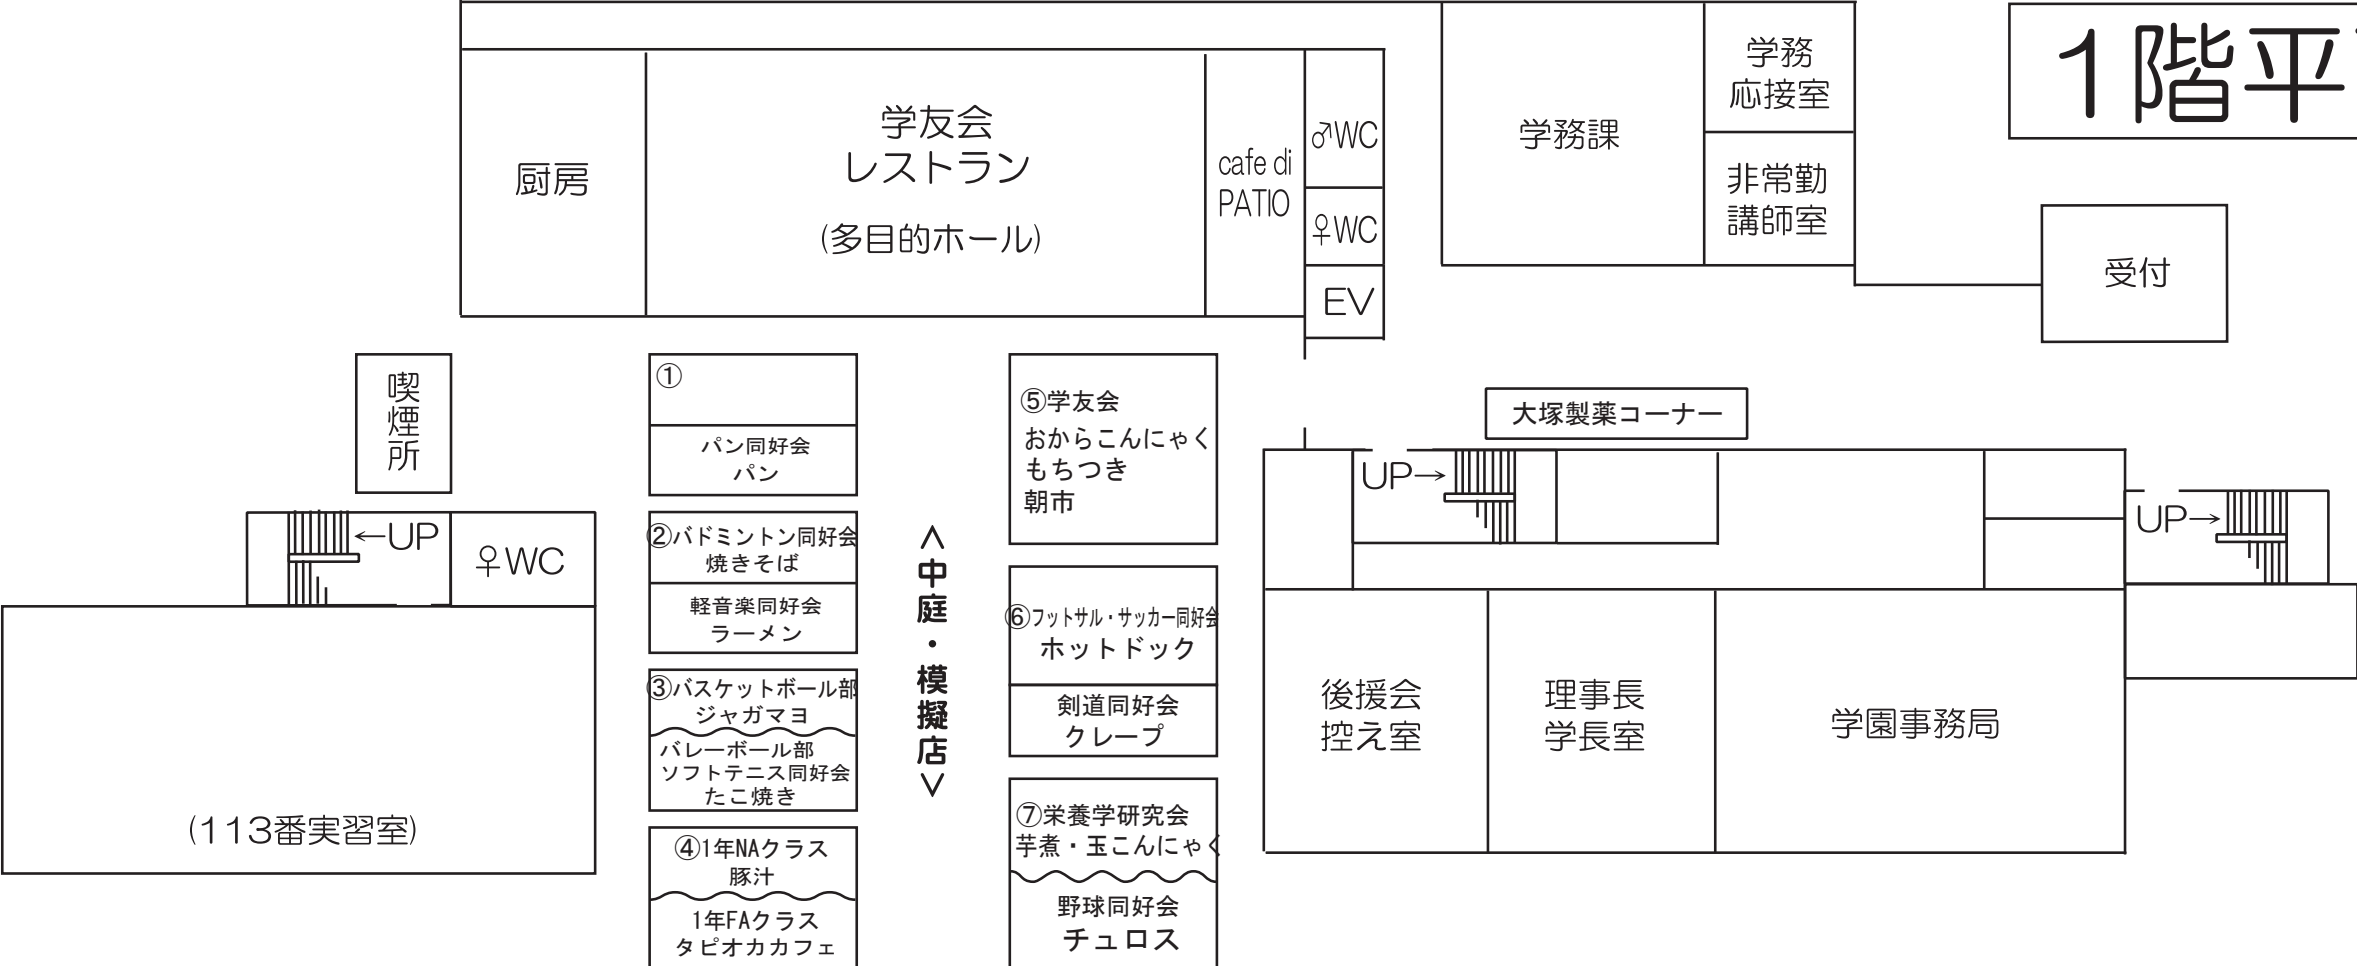 1階平
学務
応接室
学務課
非常勤
講師室
受付
厨房
学友会
レストラン
(多目的ホール)
cafe di
PATIO
♂WC
♀WC
EV
喫煙所
①
パン同好会
パン
②バドミントン同好会
焼きそば
軽音楽同好会
ラーメン
③バスケットボール部
ジャガマヨ
バレーボール部
ソフトテニス同好会
たこ焼き
④1年NAクラス
豚汁
1年FAクラス
タピオカカフェ
<中庭・模擬店>
⑤学友会
おからこんにゃく
もちつき
朝市
⑥フットサル・サッカー同好会
ホットドック
剣道同好会
クレープ
⑦栄養学研究会
芋煮・玉こんにゃく
野球同好会
チュロス
大塚製薬コーナー
UP→
UP→
←UP
♀WC
(113番実習室)
後援会
控え室
理事長
学長室
学園事務局